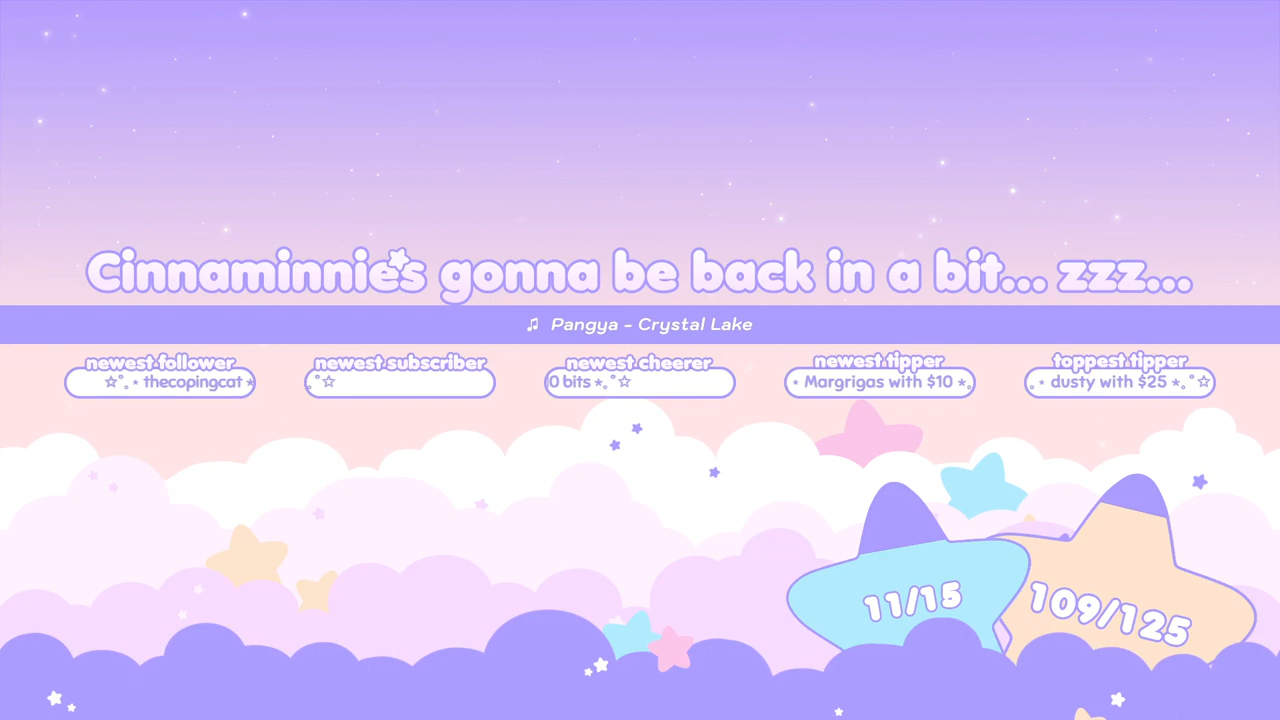 Cinnaminnie's gonna be back in a bit... zzz...
♫ Pangya - Crystal Lake
newest follower
newest subscriber
newest cheerer
newest tipper
toppest tipper
☆˚｡⋆ thecopingcat ⋆
｡˚☆
0 bits ⋆｡˚☆
⋆ Margrigas with $10 ⋆｡
｡⋆ dusty with $25 ⋆｡˚☆
11/15
109/125